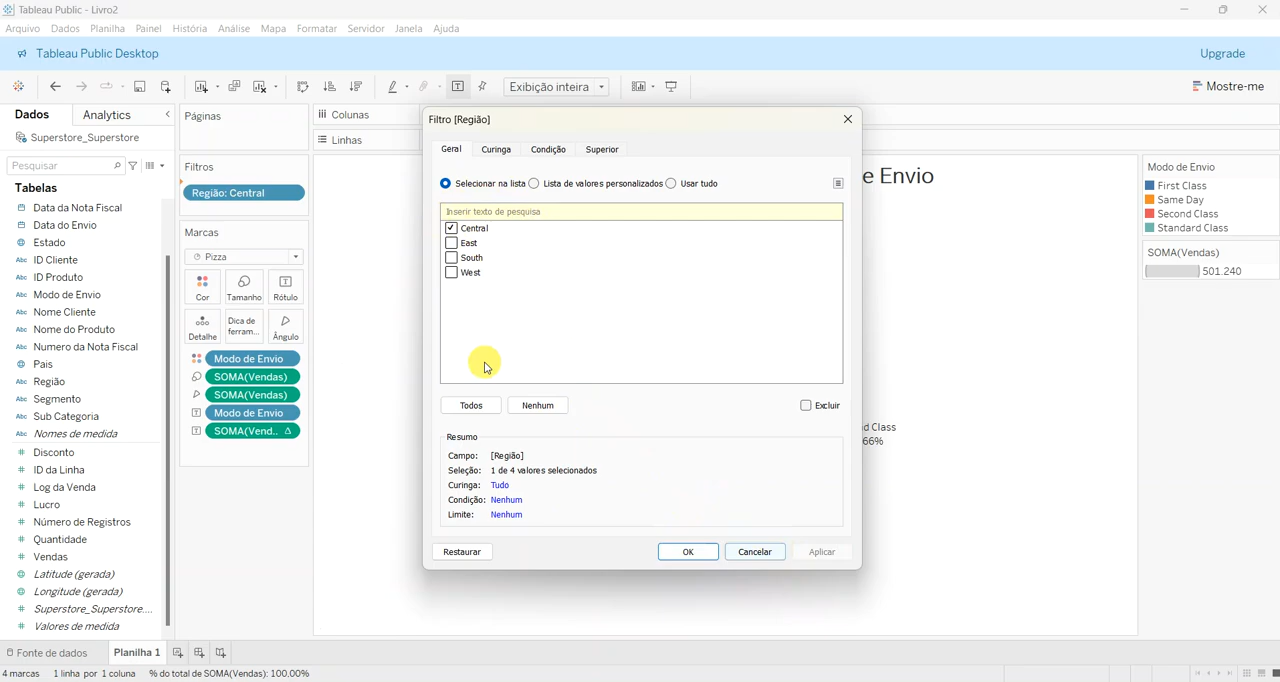 Tableau Public - Livro2
Arquivo Dados Planilha Painel História Análise Mapa Formatar Servidor Janela Ajuda
Tableau Public Desktop
Upgrade
Exibição inteira
Mostre-me
Dados
Analytics
Superstore_Superstore
Pesquisar
Tabelas
Data da Nota Fiscal
Data do Envio
Estado
Abc ID Cliente
Abc ID Produto
Abc Modo de Envio
Abc Nome Cliente
Abc Nome do Produto
Abc Numero da Nota Fiscal
Pais
Abc Região
Abc Segmento
Abc Sub Categoria
Abc Nomes de medida
# Disconto
# ID da Linha
# Log da Venda
# Lucro
# Número de Registros
# Quantidade
# Vendas
Latitude (gerada)
Longitude (gerada)
# Superstore_Superstore....
# Valores de medida
Páginas
Filtros
Região: Central
Marcas
Pizza
Cor
Tamanho
Rótulo
Detalhe
Dica de
ferram...
Ângulo
Modo de Envio
SOMA(Vendas)
SOMA(Vendas)
Modo de Envio
SOMA(Vend.. Δ
Colunas
Linhas
e Envio
d Class
66%
Filtro [Região]
Geral
Curinga
Condição
Superior
Selecionar na lista
Lista de valores personalizados
Usar tudo
Inserir texto de pesquisa
Central
East
South
West
Todos
Nenhum
Excluir
Resumo
Campo: [Região]
Seleção: 1 de 4 valores selecionados
Curinga: Tudo
Condição: Nenhum
Limite: Nenhum
Restaurar
OK
Cancelar
Aplicar
Modo de Envio
First Class
Same Day
Second Class
Standard Class
SOMA(Vendas)
501.240
Fonte de dados
Planilha 1
4 marcas 1 linha por 1 coluna % do total de SOMA(Vendas): 100.00%